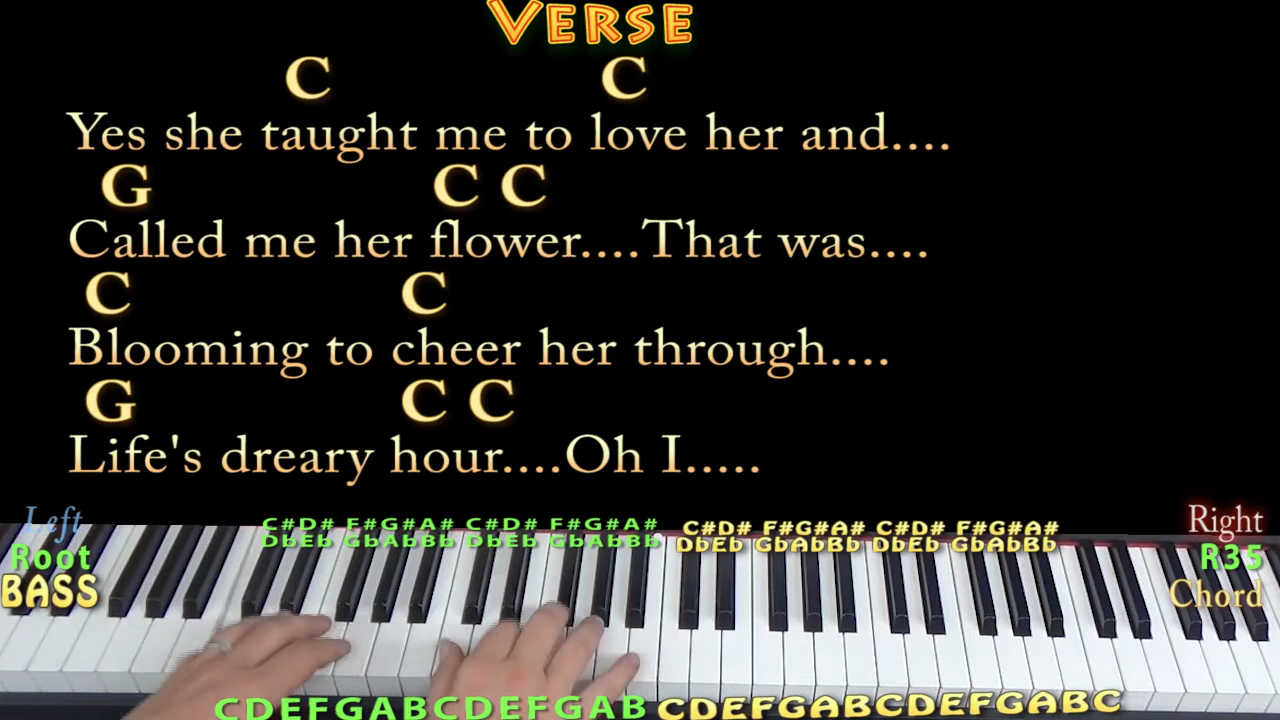 VERSE
C C
Yes she taught me to love her and....
G C C
Called me her flower....That was....
C C
Blooming to cheer her through....
G C C
Life's dreary hour....Oh I.....
Left
Root
BASS
C#D# F#G#A# C#D# F#G#A# C#D# F#G#A# C#D# F#G#A#
DbEb GbAbBb DbEb GbAbBb DbEb GbAbBb DbEb GbAbBb
Right
R35
Chord
CDEFGABCDEFGAB CDEFGABCDEFGABC